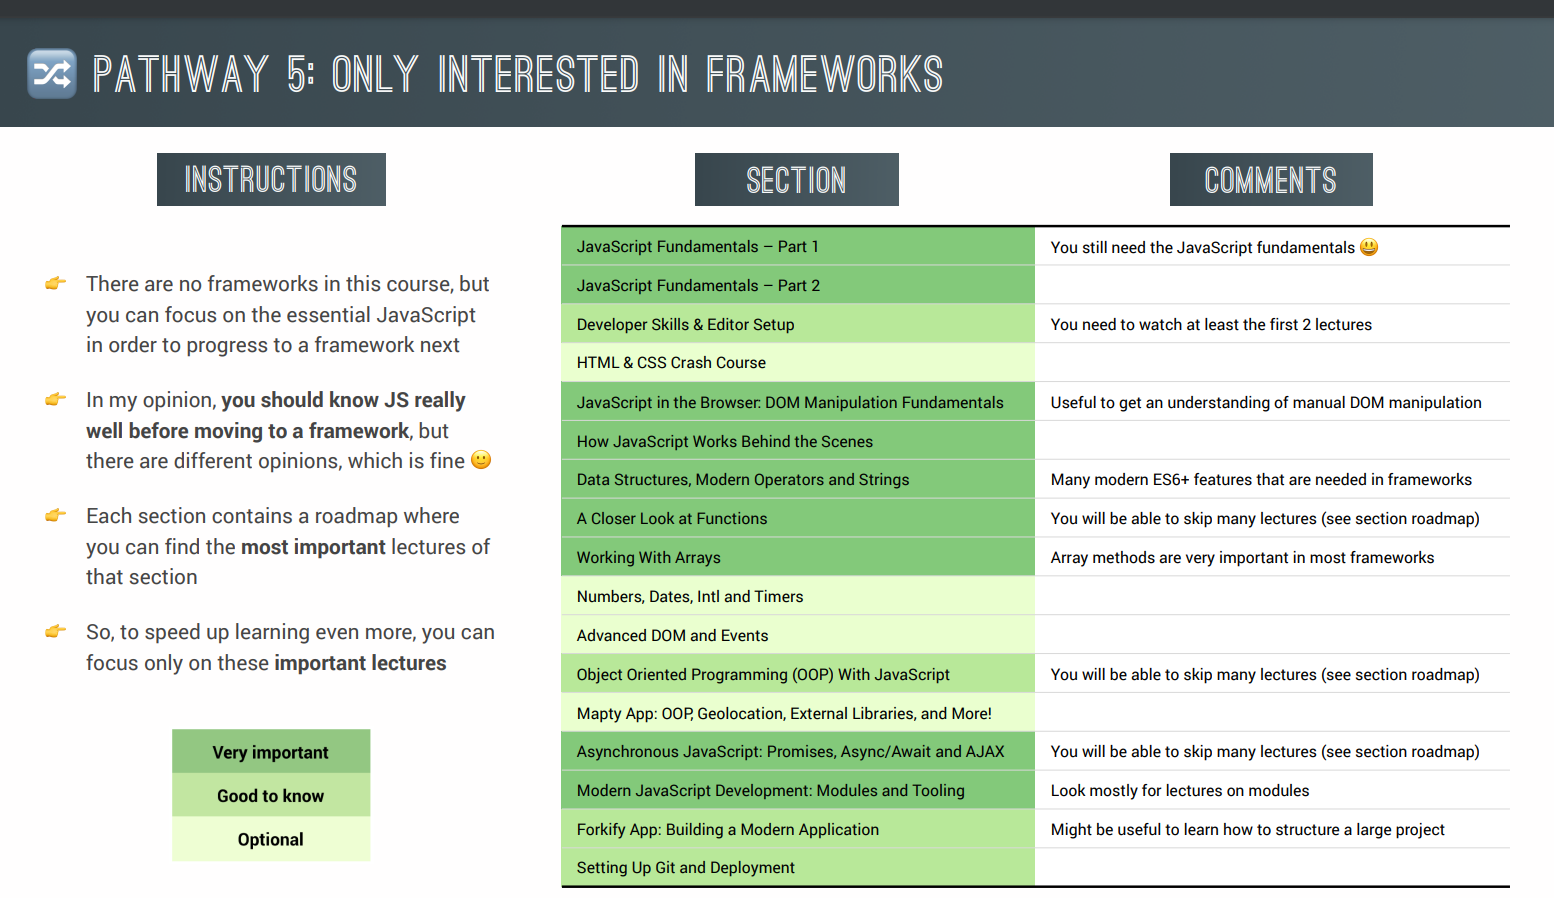 PATHWAY 5: ONLY INTERESTED IN FRAMEWORKS
INSTRUCTIONS
There are no frameworks in this course, but
you can focus on the essential JavaScript
in order to progress to a framework next
In my opinion, you should know JS really
well before moving to a framework, but
there are different opinions, which is fine 🙂
Each section contains a roadmap where
you can find the most important lectures of
that section
So, to speed up learning even more, you can
focus only on these important lectures
Very important
Good to know
Optional
SECTION
COMMENTS
JavaScript Fundamentals – Part 1
You still need the JavaScript fundamentals 😃
JavaScript Fundamentals – Part 2
Developer Skills & Editor Setup
You need to watch at least the first 2 lectures
HTML & CSS Crash Course
JavaScript in the Browser: DOM Manipulation Fundamentals
Useful to get an understanding of manual DOM manipulation
How JavaScript Works Behind the Scenes
Data Structures, Modern Operators and Strings
Many modern ES6+ features that are needed in frameworks
A Closer Look at Functions
You will be able to skip many lectures (see section roadmap)
Working With Arrays
Array methods are very important in most frameworks
Numbers, Dates, Intl and Timers
Advanced DOM and Events
Object Oriented Programming (OOP) With JavaScript
You will be able to skip many lectures (see section roadmap)
Mapty App: OOP, Geolocation, External Libraries, and More!
Asynchronous JavaScript: Promises, Async/Await and AJAX
You will be able to skip many lectures (see section roadmap)
Modern JavaScript Development: Modules and Tooling
Look mostly for lectures on modules
Forkify App: Building a Modern Application
Might be useful to learn how to structure a large project
Setting Up Git and Deployment